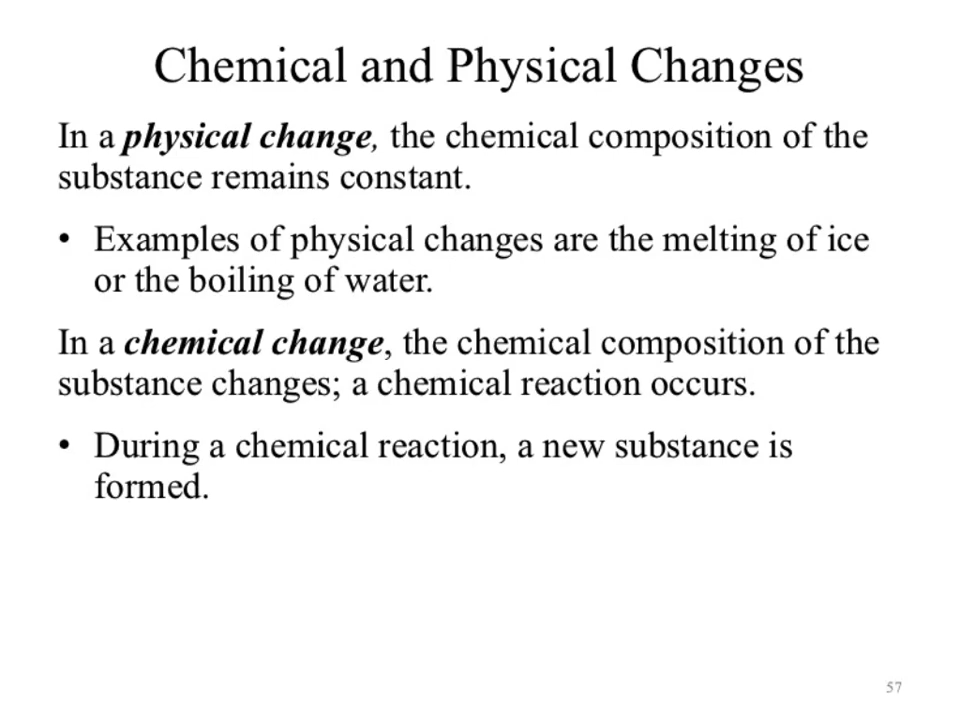 Chemical and Physical Changes
In a physical change, the chemical composition of the
substance remains constant.
• Examples of physical changes are the melting of ice
or the boiling of water.
In a chemical change, the chemical composition of the
substance changes; a chemical reaction occurs.
• During a chemical reaction, a new substance is
formed.
57